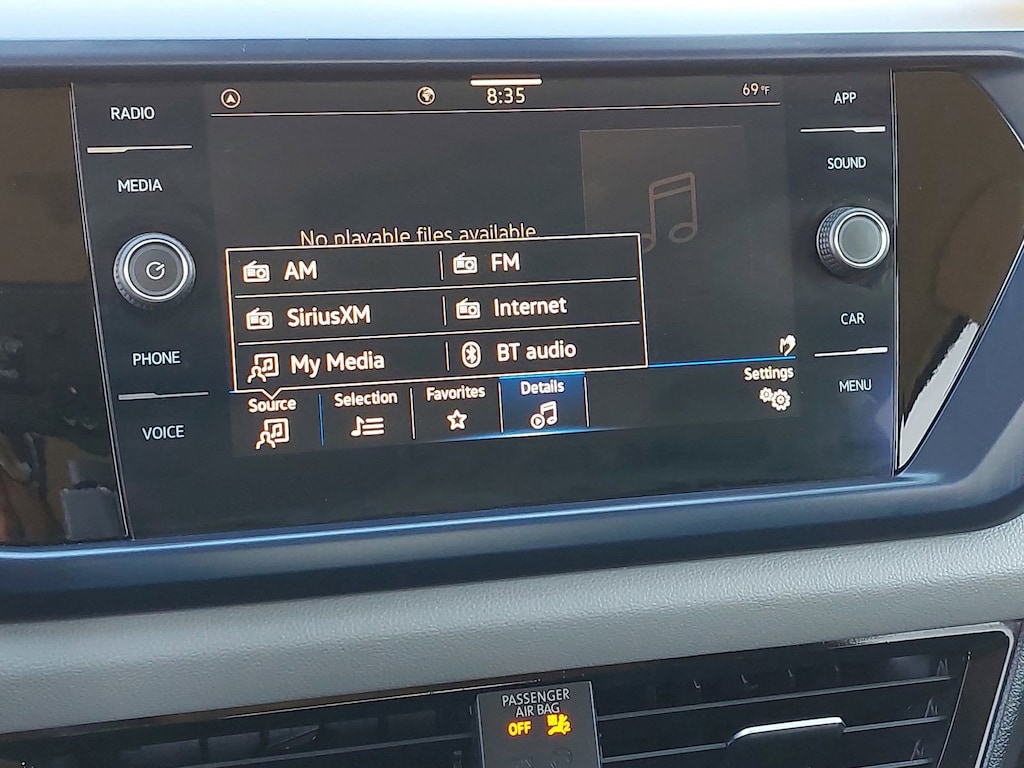 RADIO
MEDIA
PHONE
VOICE
8:35
69°F
No playable files available
AM
FM
SiriusXM
Internet
My Media
BT audio
Source
Selection
Favorites
Details
Settings
APP
SOUND
CAR
MENU
PASSENGER
AIR BAG
OFF